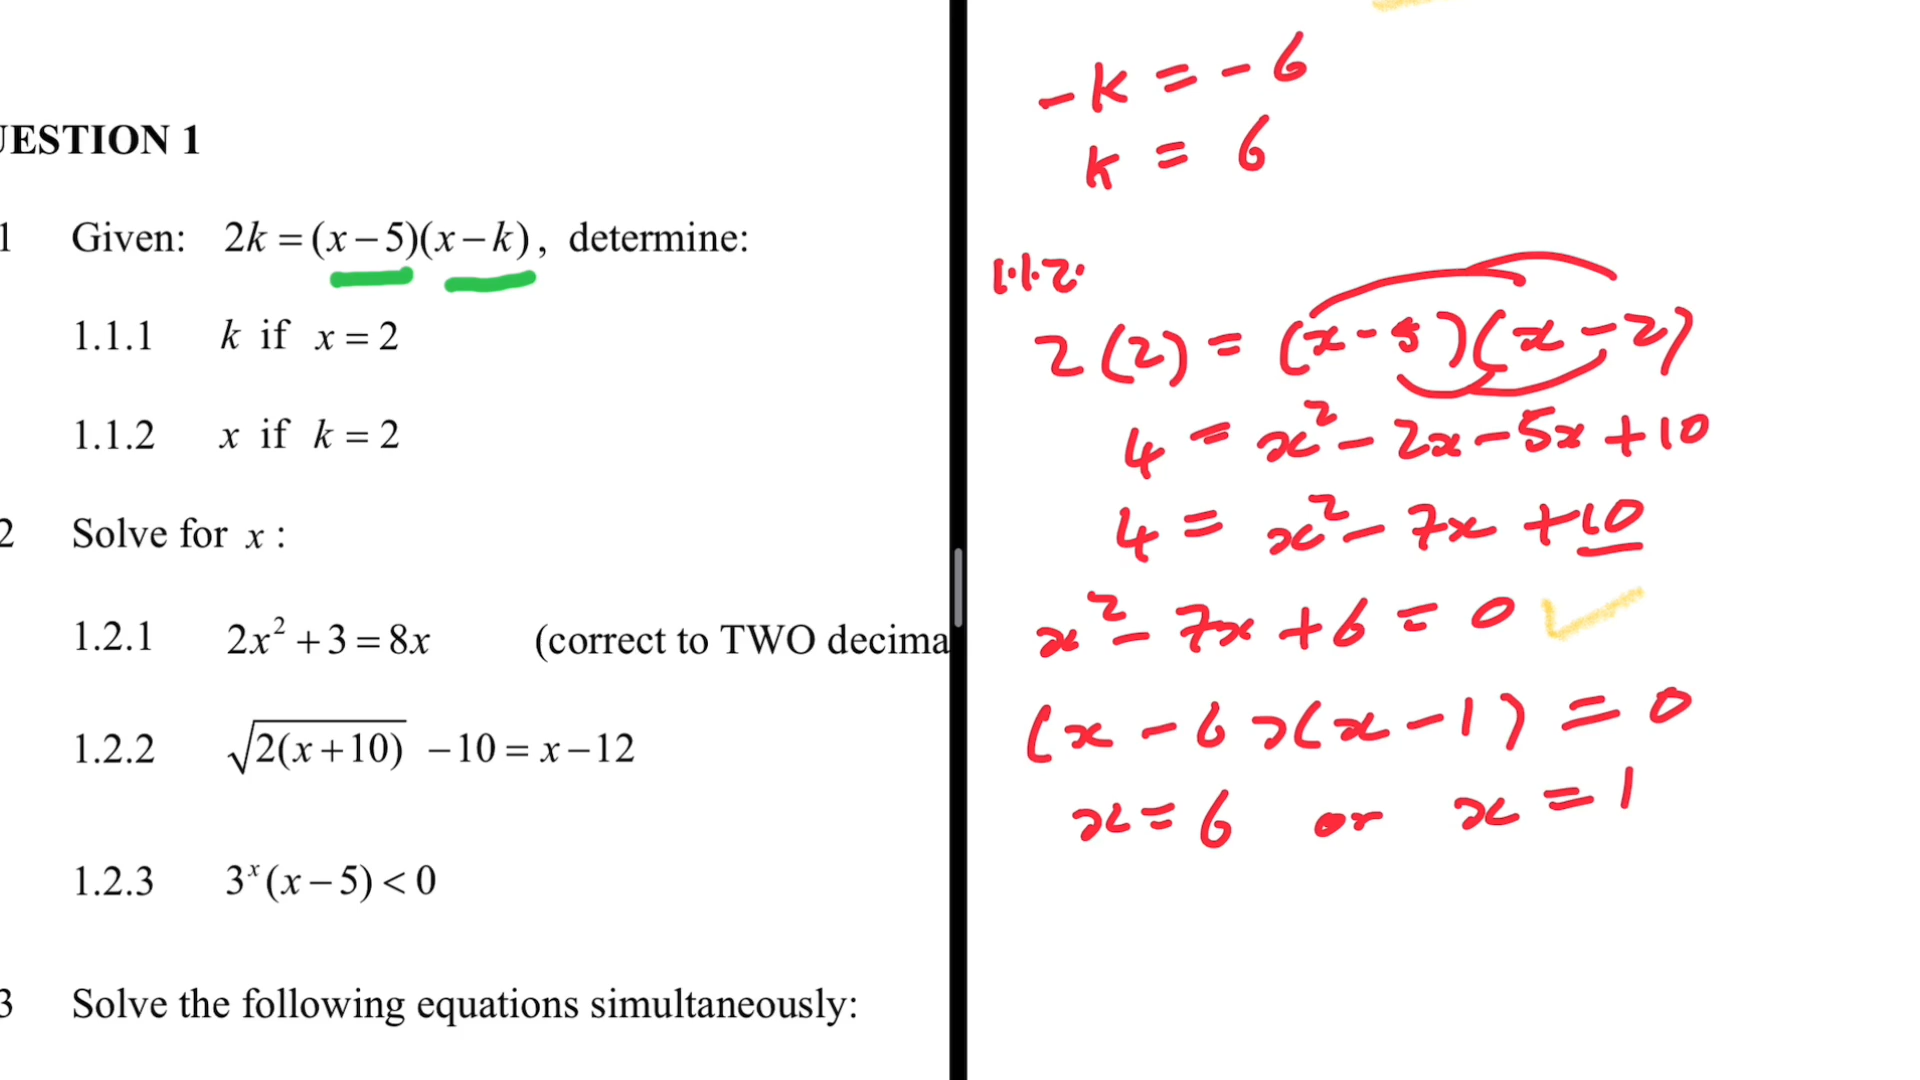 UESTION 1
1 Given: 2k = (x – 5)(x – k), determine:
1.1.1 k if x = 2
1.1.2 x if k = 2
2 Solve for x :
1.2.1 2x² + 3 = 8x (correct to TWO decima
1.2.2 √2(x + 10) – 10 = x – 12
1.2.3 3ˣ(x – 5) < 0
3 Solve the following equations simultaneously:
-k = -6
k = 6
1.1.2.
2(2) = (x-5)(x-2)
4 = x² - 2x - 5x + 10
4 = x² - 7x + 10
x² - 7x + 6 = 0
(x - 6)(x - 1) = 0
x = 6 or x = 1